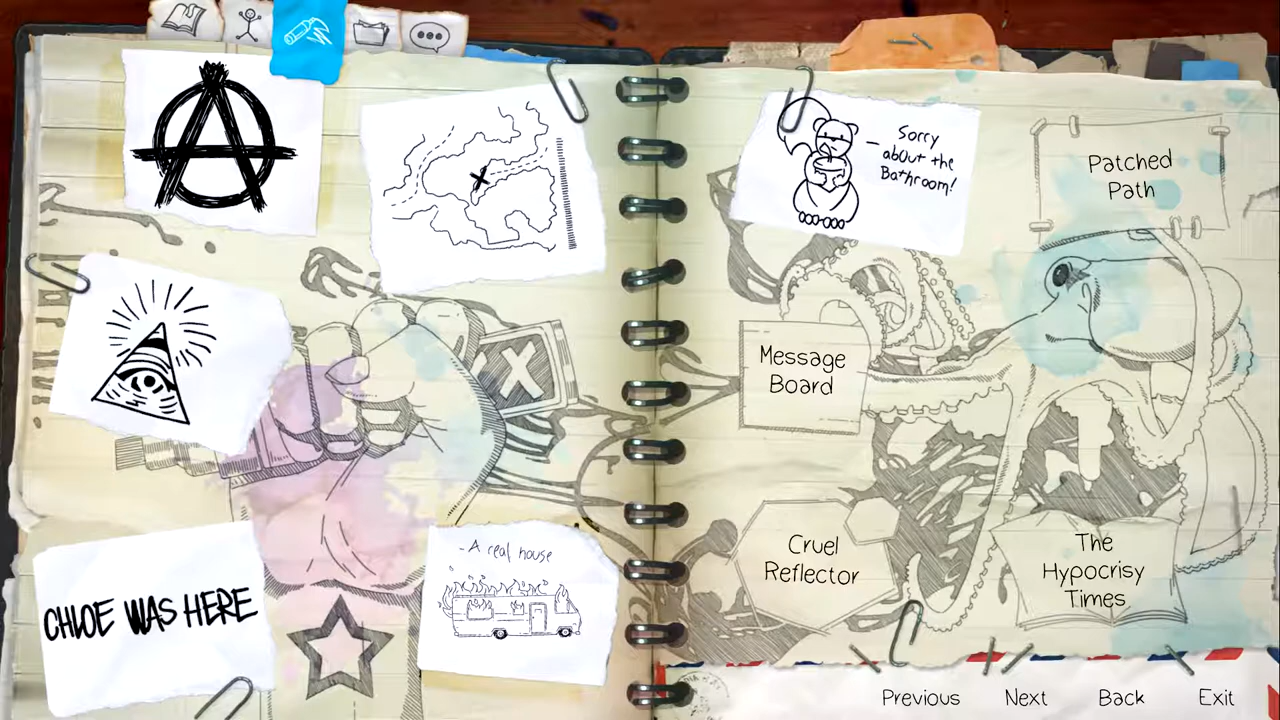 CHLOE WAS HERE
- A real house
Sorry
about the
Bathroom!
Patched
Path
Message
Board
Cruel
Reflector
The
Hypocrisy
Times
Previous
Next
Back
Exit